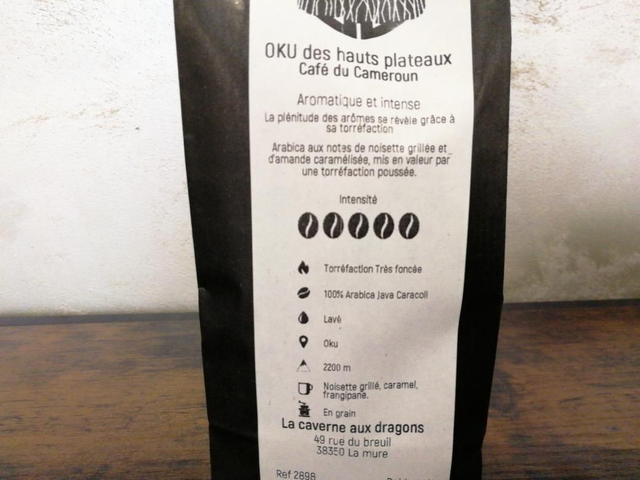 OKU des hauts plateaux
Café du Cameroun
Aromatique et intense
La plénitude des arômes se révèle grâce à
sa torréfaction
Arabica aux notes de noisette grillée et
d'amande caramélisée, mis en valeur par
une torréfaction poussée.
Intensité
Torréfaction Très foncée
100% Arabica Java Caracoli
Lavé
Oku
2200 m
Noisette grillé, caramel,
frangipane.
En grain
La caverne aux dragons
49 rue du breuil
38350 La mure
Ref 2898